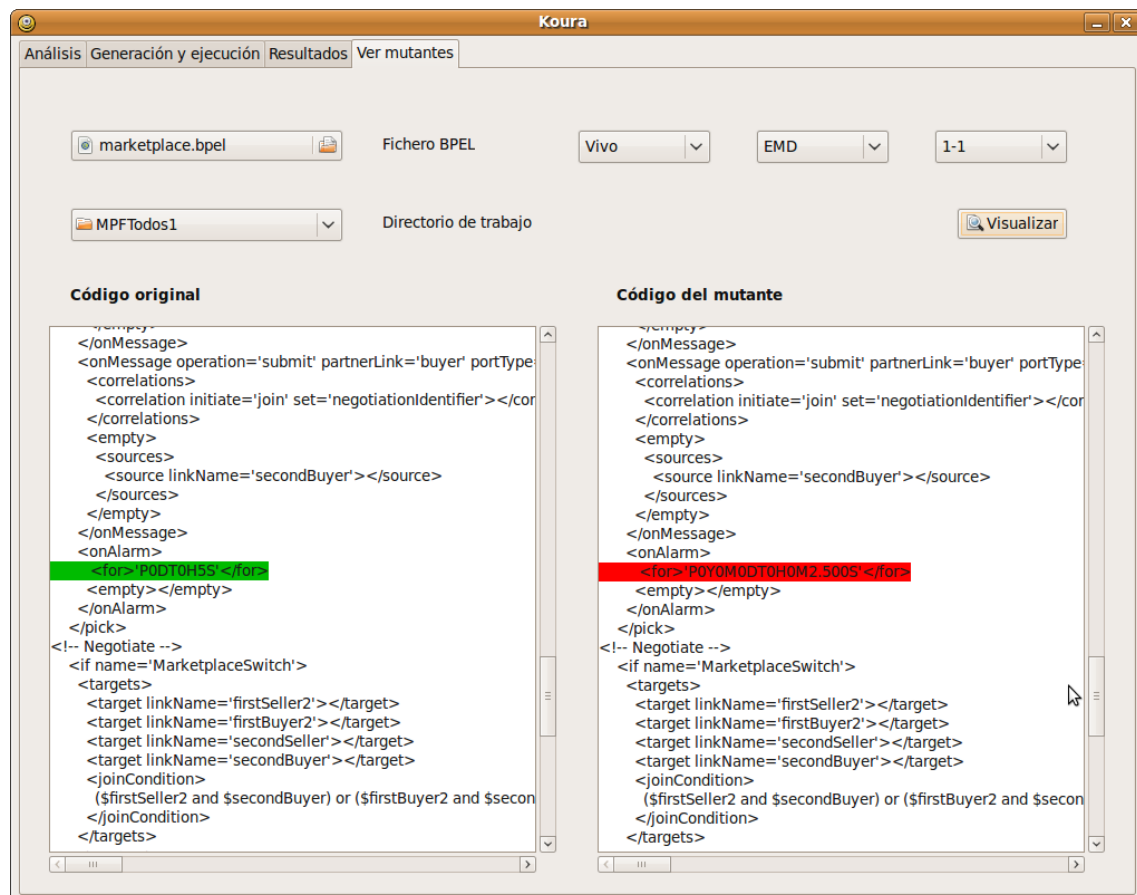 Koura
Análisis Generación y ejecución Resultados Ver mutantes
marketplace.bpel Fichero BPEL Vivo EMD 1-1
MPFTodos1 Directorio de trabajo Visualizar
Código original
</empty>
</onMessage>
<onMessage operation='submit' partnerLink='buyer' portType=
<correlations>
<correlation initiate='join' set='negotiationIdentifier'></cor
</correlations>
<empty>
<sources>
<source linkName='secondBuyer'></source>
</sources>
</empty>
</onMessage>
<onAlarm>
<for>'P0DT0H5S'</for>
<empty></empty>
</onAlarm>
</pick>
<!-- Negotiate -->
<if name='MarketplaceSwitch'>
<targets>
<target linkName='firstSeller2'></target>
<target linkName='firstBuyer2'></target>
<target linkName='secondSeller'></target>
<target linkName='secondBuyer'></target>
<joinCondition>
($firstSeller2 and $secondBuyer) or ($firstBuyer2 and $secon
</joinCondition>
</targets>
Código del mutante
</empty>
</onMessage>
<onMessage operation='submit' partnerLink='buyer' portType=
<correlations>
<correlation initiate='join' set='negotiationIdentifier'></cor
</correlations>
<empty>
<sources>
<source linkName='secondBuyer'></source>
</sources>
</empty>
</onMessage>
<onAlarm>
<for>'P0Y0M0DT0H0M2.500S'</for>
<empty></empty>
</onAlarm>
</pick>
<!-- Negotiate -->
<if name='MarketplaceSwitch'>
<targets>
<target linkName='firstSeller2'></target>
<target linkName='firstBuyer2'></target>
<target linkName='secondSeller'></target>
<target linkName='secondBuyer'></target>
<joinCondition>
($firstSeller2 and $secondBuyer) or ($firstBuyer2 and $secon
</joinCondition>
</targets>